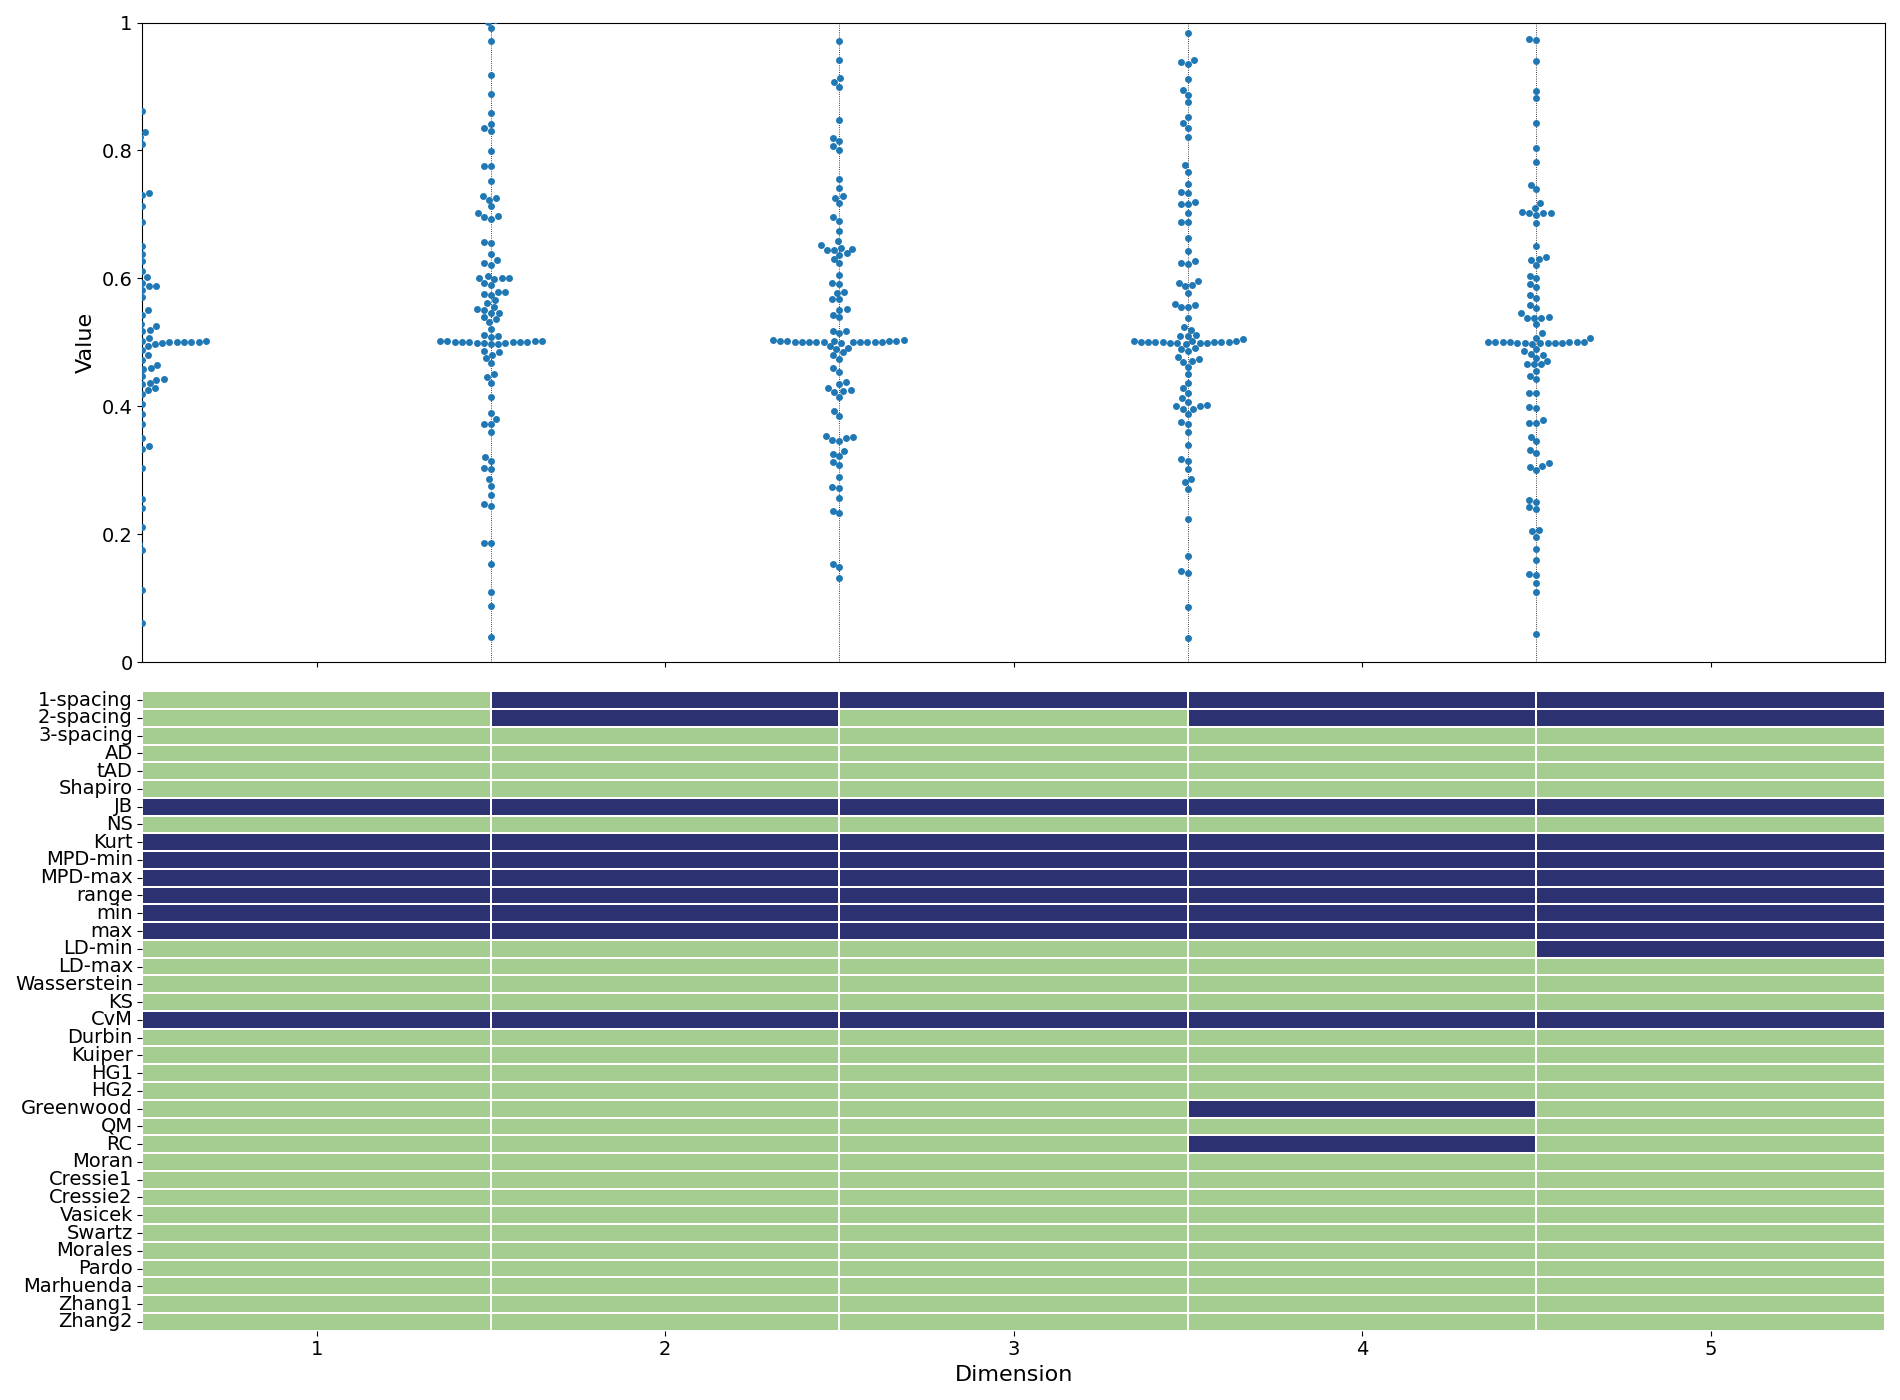 1
0.8
0.6
0.4
0.2
0
Value
1-spacing
2-spacing
3-spacing
AD
tAD
Shapiro
JB
NS
Kurt
MPD-min
MPD-max
range
min
max
LD-min
LD-max
Wasserstein
KS
CvM
Durbin
Kuiper
HG1
HG2
Greenwood
QM
RC
Moran
Cressie1
Cressie2
Vasicek
Swartz
Morales
Pardo
Marhuenda
Zhang1
Zhang2
1 2 3 4 5
Dimension